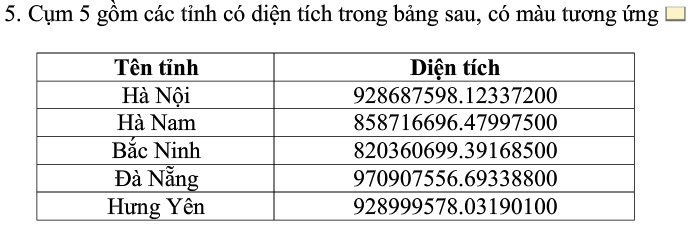 5. Cụm 5 gồm các tỉnh có diện tích trong bảng sau, có màu tương ứng
Tên tỉnh Diện tích
Hà Nội 928687598.12337200
Hà Nam 858716696.47997500
Bắc Ninh 820360699.39168500
Đà Nẵng 970907556.69338800
Hưng Yên 928999578.03190100